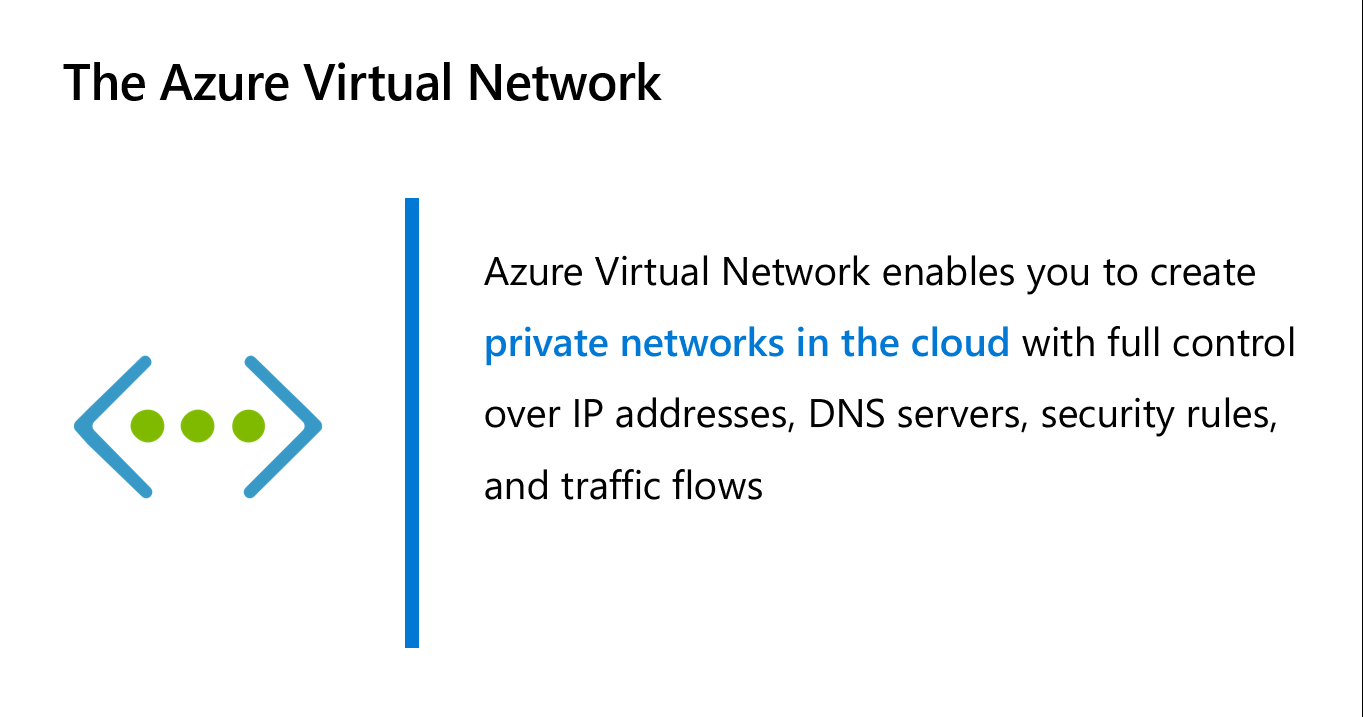 The Azure Virtual Network
Azure Virtual Network enables you to create
private networks in the cloud with full control
over IP addresses, DNS servers, security rules,
and traffic flows